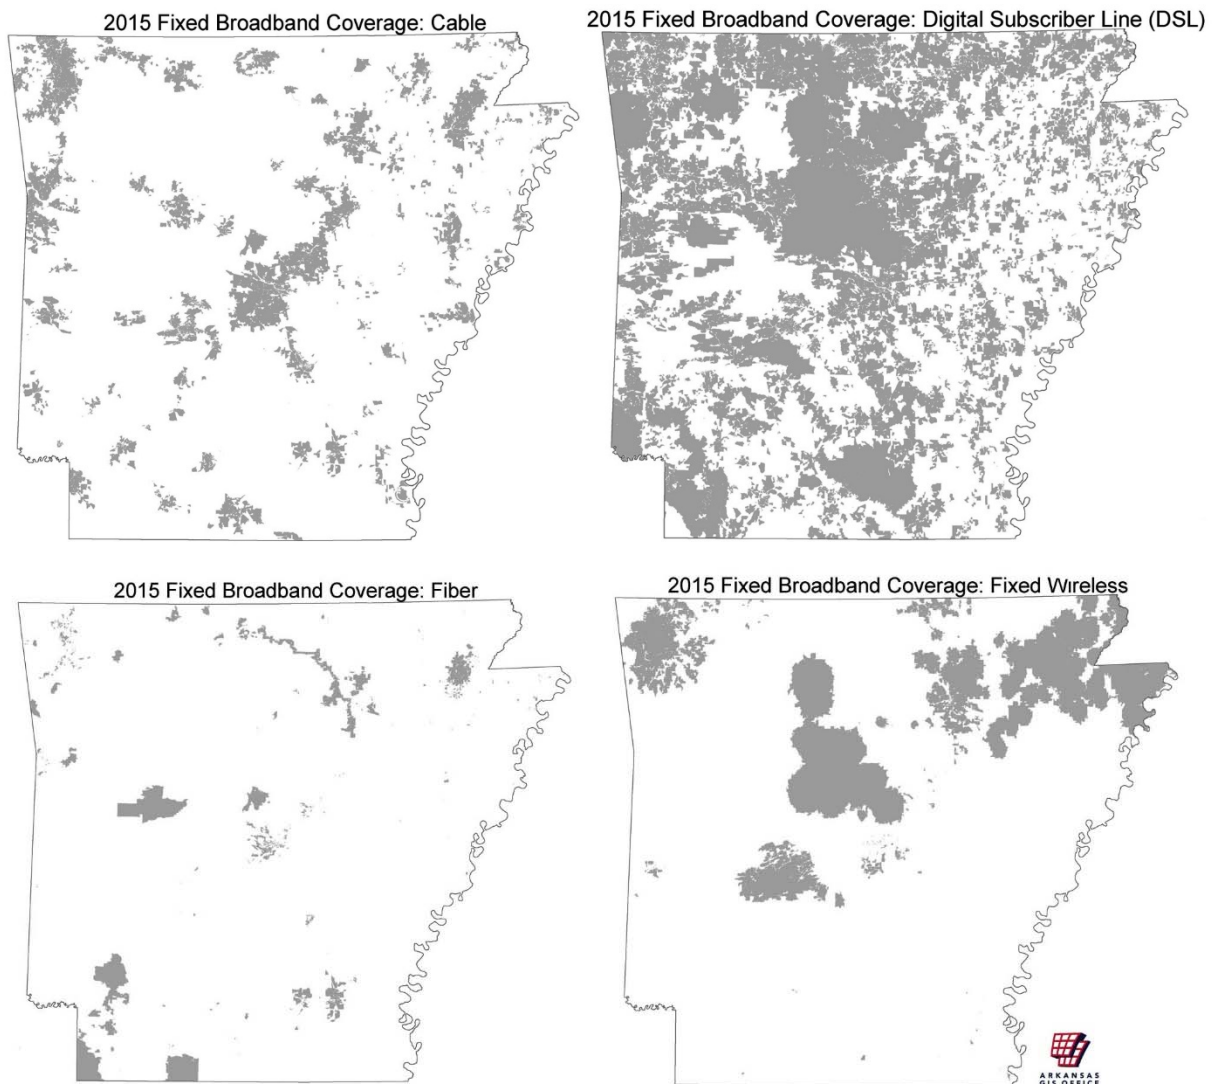 2015 Fixed Broadband Coverage: Cable
2015 Fixed Broadband Coverage: Digital Subscriber Line (DSL)
2015 Fixed Broadband Coverage: Fiber
2015 Fixed Broadband Coverage: Fixed Wireless
ARKANSAS
GIS OFFICE